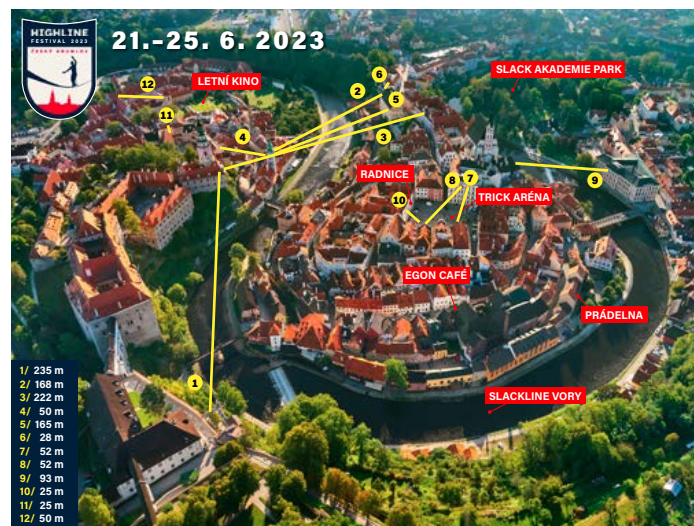 HIGHLINE
FESTIVAL 2023
ČESKÝ KRUMLOV
21.-25. 6. 2023
6
12
2
LETNÍ KINO
SLACK AKADEMIE PARK
5
11
4
3
RADNICE
8
7
9
10
TRICK ARÉNA
EGON CAFÉ
PRÁDELNA
1
SLACKLINE VORY
1/ 235 m
2/ 168 m
3/ 222 m
4/ 50 m
5/ 165 m
6/ 28 m
7/ 52 m
8/ 52 m
9/ 93 m
10/ 25 m
11/ 25 m
12/ 50 m